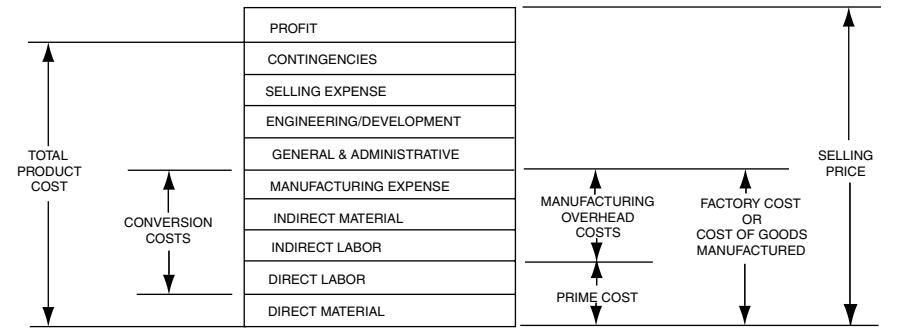 PROFIT
CONTINGENCIES
SELLING EXPENSE
ENGINEERING/DEVELOPMENT
GENERAL & ADMINISTRATIVE
MANUFACTURING EXPENSE
INDIRECT MATERIAL
INDIRECT LABOR
DIRECT LABOR
DIRECT MATERIAL
TOTAL
PRODUCT
COST
CONVERSION
COSTS
MANUFACTURING
OVERHEAD
COSTS
PRIME COST
FACTORY COST
OR
COST OF GOODS
MANUFACTURED
SELLING
PRICE